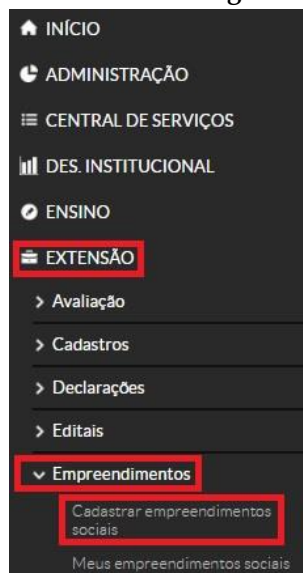 INÍCIO
ADMINISTRAÇÃO
CENTRAL DE SERVIÇOS
DES. INSTITUCIONAL
ENSINO
EXTENSÃO
Avaliação
Cadastros
Declarações
Editais
Empreendimentos
Cadastrar empreendimentos
sociais
Meus empreendimentos sociais